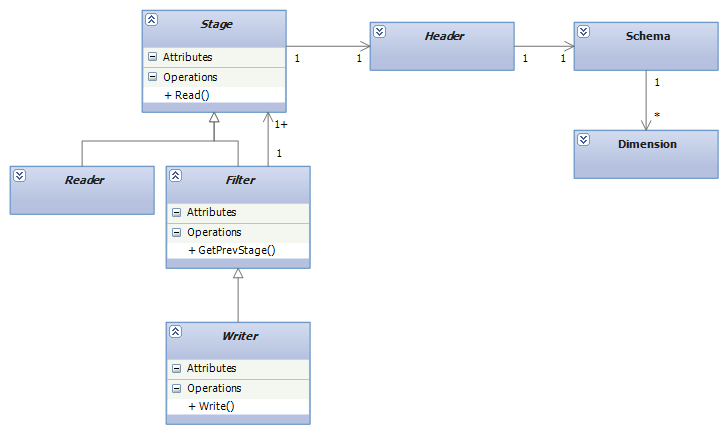 Stage
Attributes
Operations
+ Read()
Header
Schema
1
1
1
1
1
*
Dimension
1+
1
Reader
Filter
Attributes
Operations
+ GetPrevStage()
Writer
Attributes
Operations
+ Write()